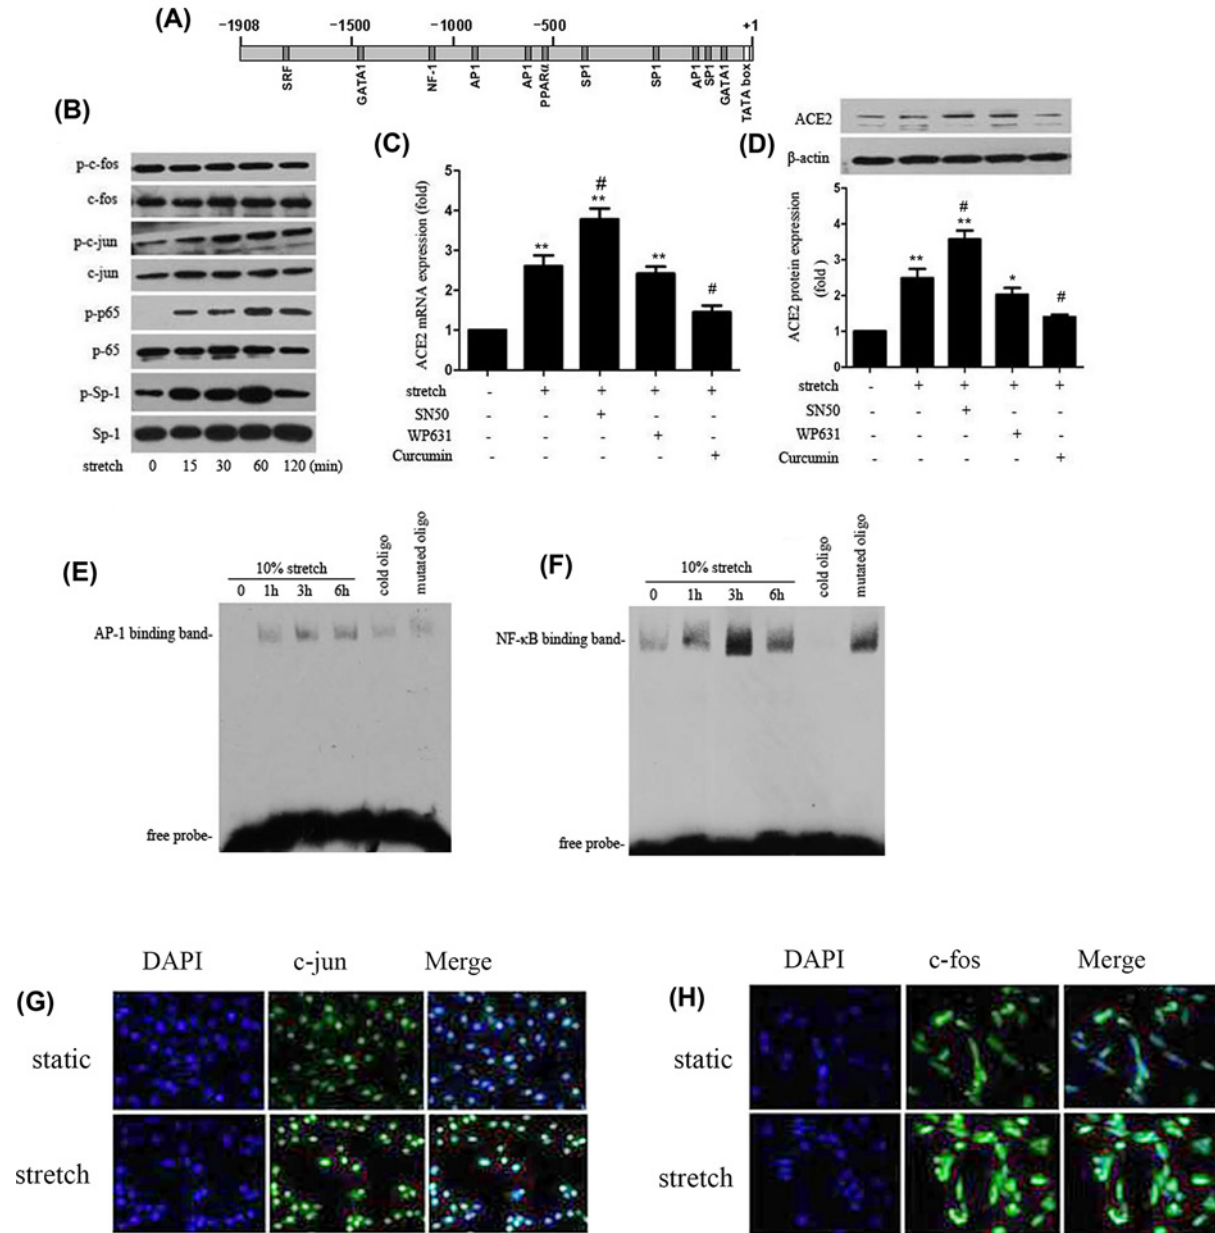 (A)
−1908 −1500 −1000 −500 +1
SRF GATA1 NF-1 AP1 AP1 PPARα SP1 SP1 AP1 SP1 GATA1 TATA box
(B)
p-c-fos
c-fos
p-c-jun
c-jun
p-p65
p-65
p-Sp-1
Sp-1
stretch 0 15 30 60 120 (min)
(C)
ACE2 mRNA expression (fold)
5
4
3
2
1
0
** # ** ** #
stretch - + + + +
SN50 - - + - -
WP631 - - - + -
Curcumin - - - - +
(D)
ACE2
β-actin
ACE2 protein expression
(fold )
5
4
3
2
1
0
** # ** * #
stretch - + + + +
SN50 - - + - -
WP631 - - - + -
Curcumin - - - - +
(E)
10% stretch
0 1h 3h 6h cold oligo mutated oligo
AP-1 binding band-
free probe-
(F)
10% stretch
0 1h 3h 6h cold oligo mutated oligo
NF-κB binding band-
free probe-
(G)
DAPI c-jun Merge
static
stretch
(H)
DAPI c-fos Merge
static
stretch